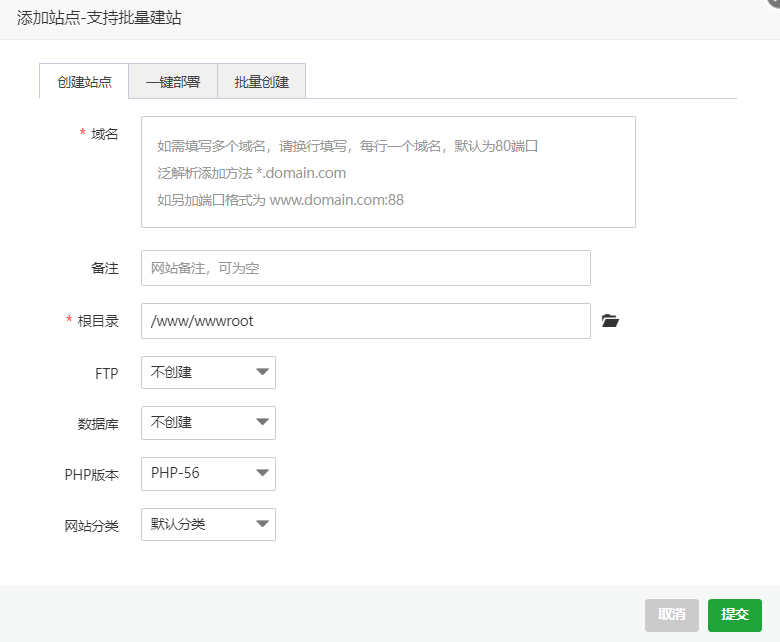 添加站点-支持批量建站
创建站点 一键部署 批量创建
* 域名
如需填写多个域名，请换行填写，每行一个域名，默认为80端口
泛解析添加方法 *.domain.com
如另加端口格式为 www.domain.com:88
备注 网站备注，可为空
* 根目录 /www/wwwroot
FTP 不创建
数据库 不创建
PHP版本 PHP-56
网站分类 默认分类
取消 提交